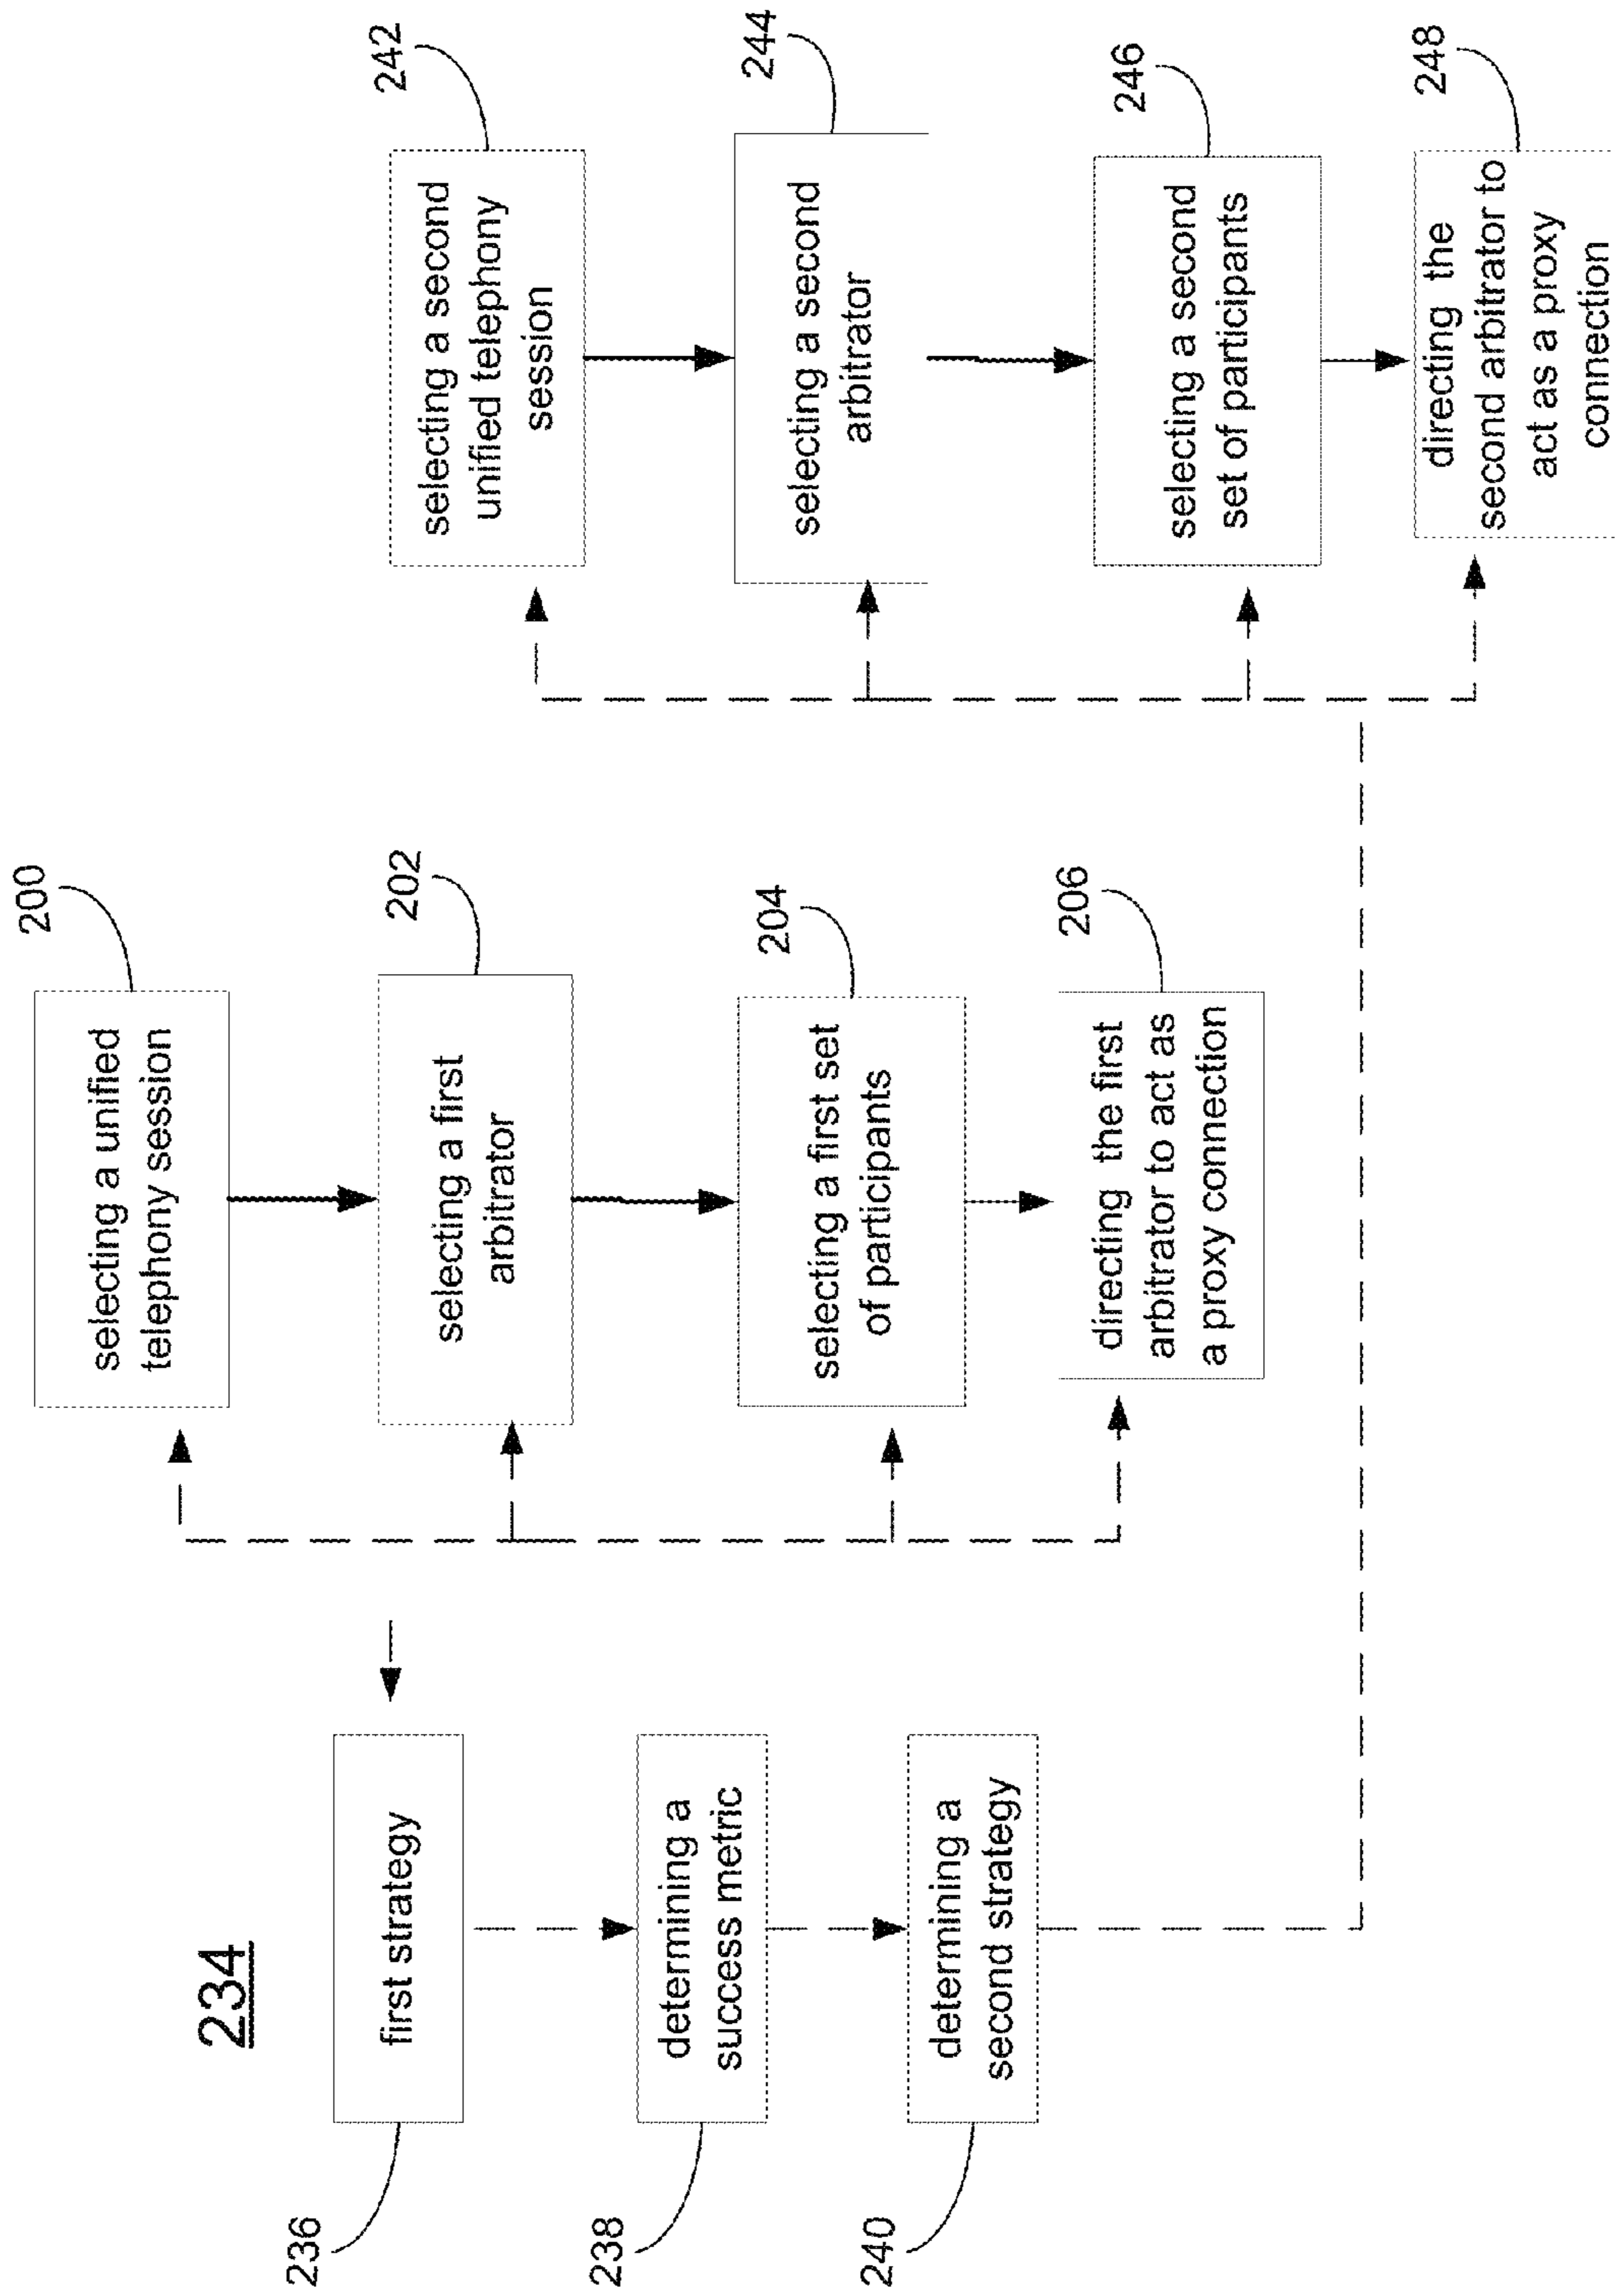 234
236
first strategy
238
determining a
success metric
240
determining a
second strategy
200
selecting a unified
telephony session
202
selecting a first
arbitrator
204
selecting a first set
of participants
206
directing the first
arbitrator to act as
a proxy connection
242
selecting a second
unified telephony
session
244
selecting a second
arbitrator
246
selecting a second
set of participants
248
directing the
second arbitrator to
act as a proxy
connection